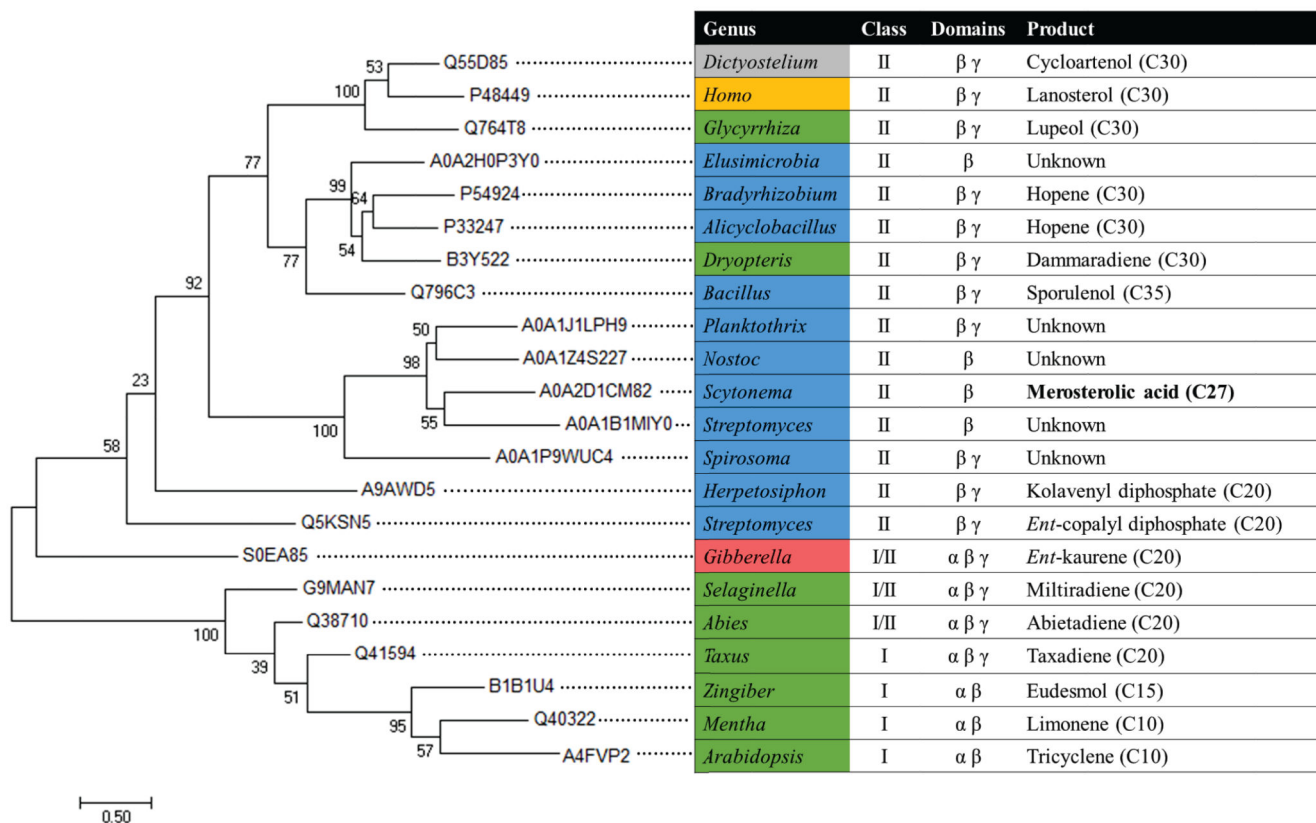 Genus Class Domains Product
Q55D85 Dictyostelium II β γ Cycloartenol (C30)
53
P48449 Homo II β γ Lanosterol (C30)
100
Q764T8 Glycyrrhiza II β γ Lupeol (C30)
77
A0A2H0P3Y0 Elusimicrobia II β Unknown
99
64
P54924 Bradyrhizobium II β γ Hopene (C30)
P33247 Alicyclobacillus II β γ Hopene (C30)
54
77
B3Y522 Dryopteris II β γ Dammaradiene (C30)
92
Q796C3 Bacillus II β γ Sporulenol (C35)
50
A0A1J1LPH9 Planktothrix II β γ Unknown
98
A0A1Z4S227 Nostoc II β Unknown
23
A0A2D1CM82 Scytonema II β Merosterolic acid (C27)
55
100
A0A1B1MIY0 Streptomyces II β Unknown
58
A0A1P9WUC4 Spirosoma II β γ Unknown
A9AWD5 Herpetosiphon II β γ Kolavenyl diphosphate (C20)
Q5KSN5 Streptomyces II β γ Ent-copalyl diphosphate (C20)
S0EA85 Gibberella I/II α β γ Ent-kaurene (C20)
G9MAN7 Selaginella I/II α β γ Miltiradiene (C20)
100
Q38710 Abies I/II α β γ Abietadiene (C20)
39
Q41594 Taxus I α β γ Taxadiene (C20)
51
B1B1U4 Zingiber I α β Eudesmol (C15)
95
Q40322 Mentha I α β Limonene (C10)
57
A4FVP2 Arabidopsis I α β Tricyclene (C10)
0.50